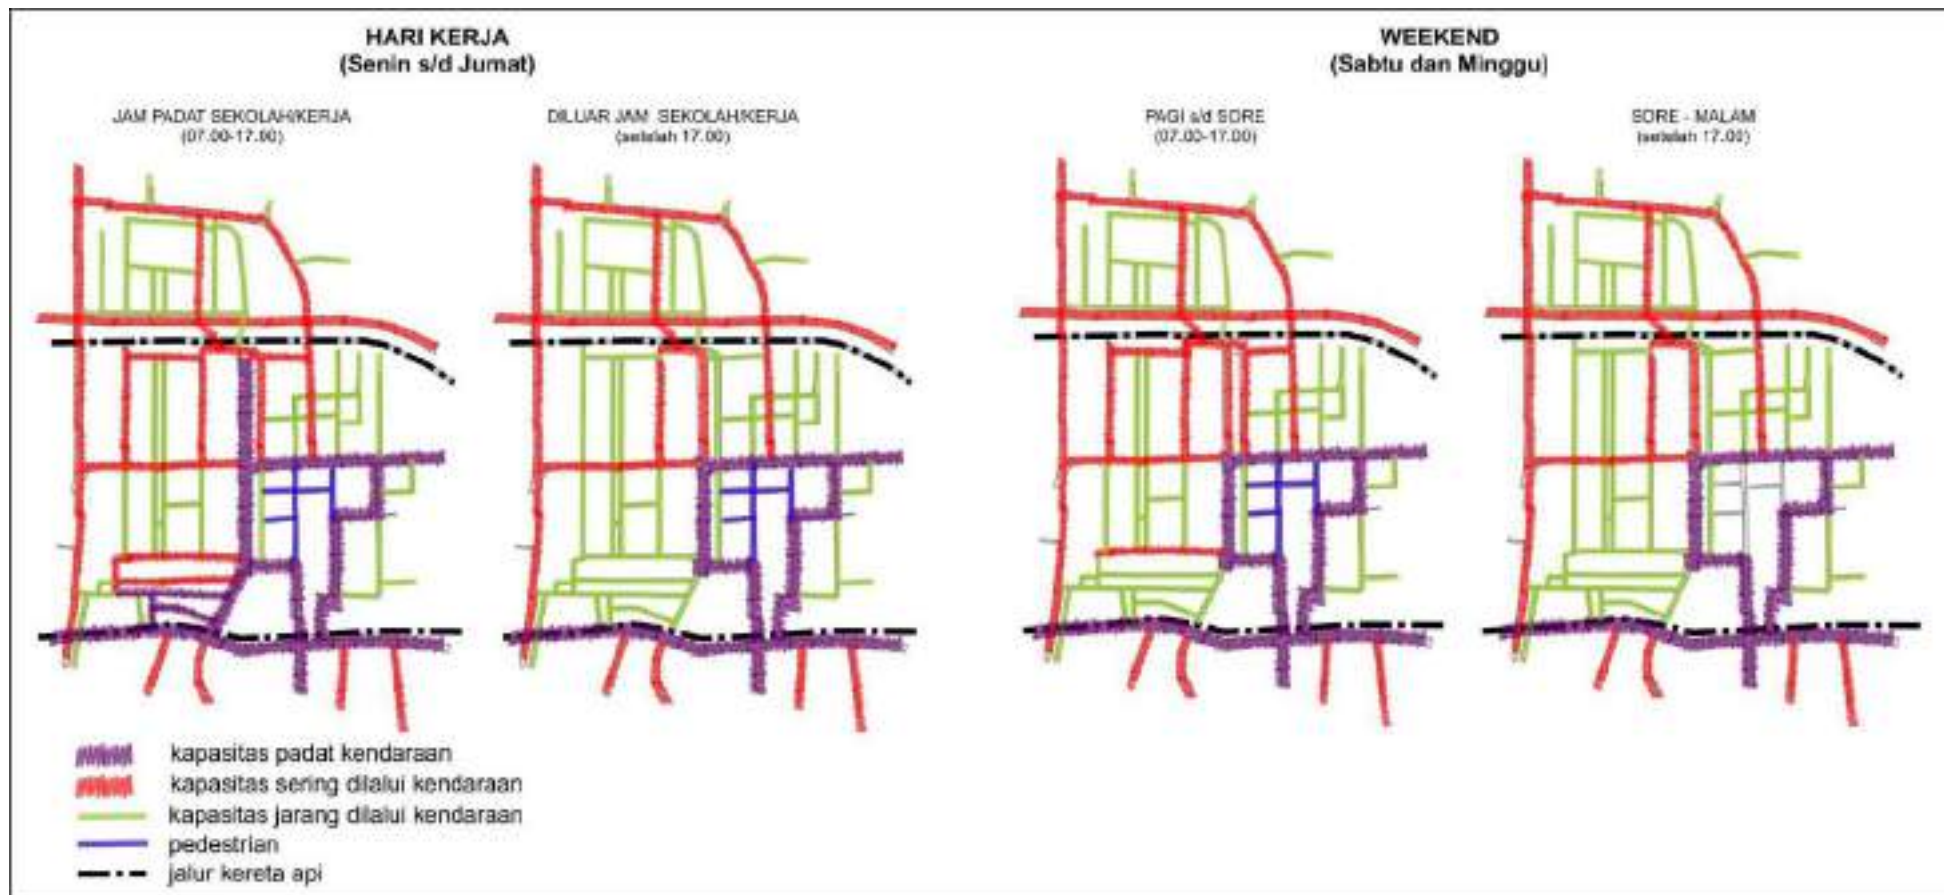 HARI KERJA
(Senin s/d Jumat)
WEEKEND
(Sabtu dan Minggu)
JAM PADAT SEKOLAH/KERJA
(07.00-17.00)
DILUAR JAM SEKOLAH/KERJA
(setelah 17.00)
PAGI s/d SORE
(07.00-17.00)
SORE - MALAM
(setelah 17.00)
kapasitas padat kendaraan
kapasitas sering dilalui kendaraan
kapasitas jarang dilalui kendaraan
pedestrian
jalur kereta api